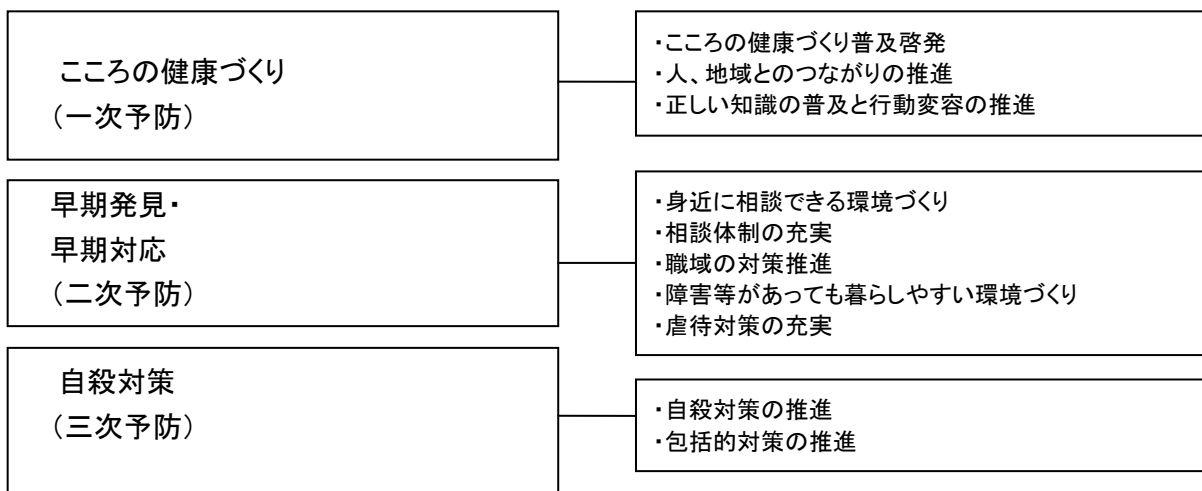 こころの健康づくり
（一次予防）
・こころの健康づくり普及啓発
・人、地域とのつながりの推進
・正しい知識の普及と行動変容の推進
早期発見・
早期対応
（二次予防）
・身近に相談できる環境づくり
・相談体制の充実
・職域の対策推進
・障害等があっても暮らしやすい環境づくり
・虐待対策の充実
自殺対策
（三次予防）
・自殺対策の推進
・包括的対策の推進